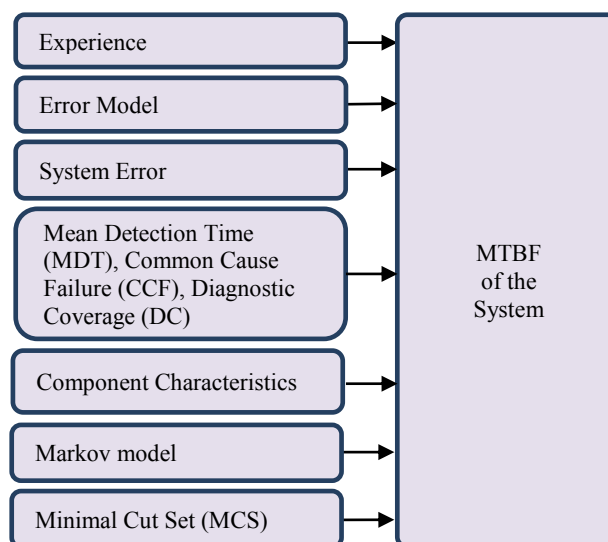 Experience
Error Model
System Error
Mean Detection Time
(MDT), Common Cause
Failure (CCF), Diagnostic
Coverage (DC)
Component Characteristics
Markov model
Minimal Cut Set (MCS)
MTBF
of the
System